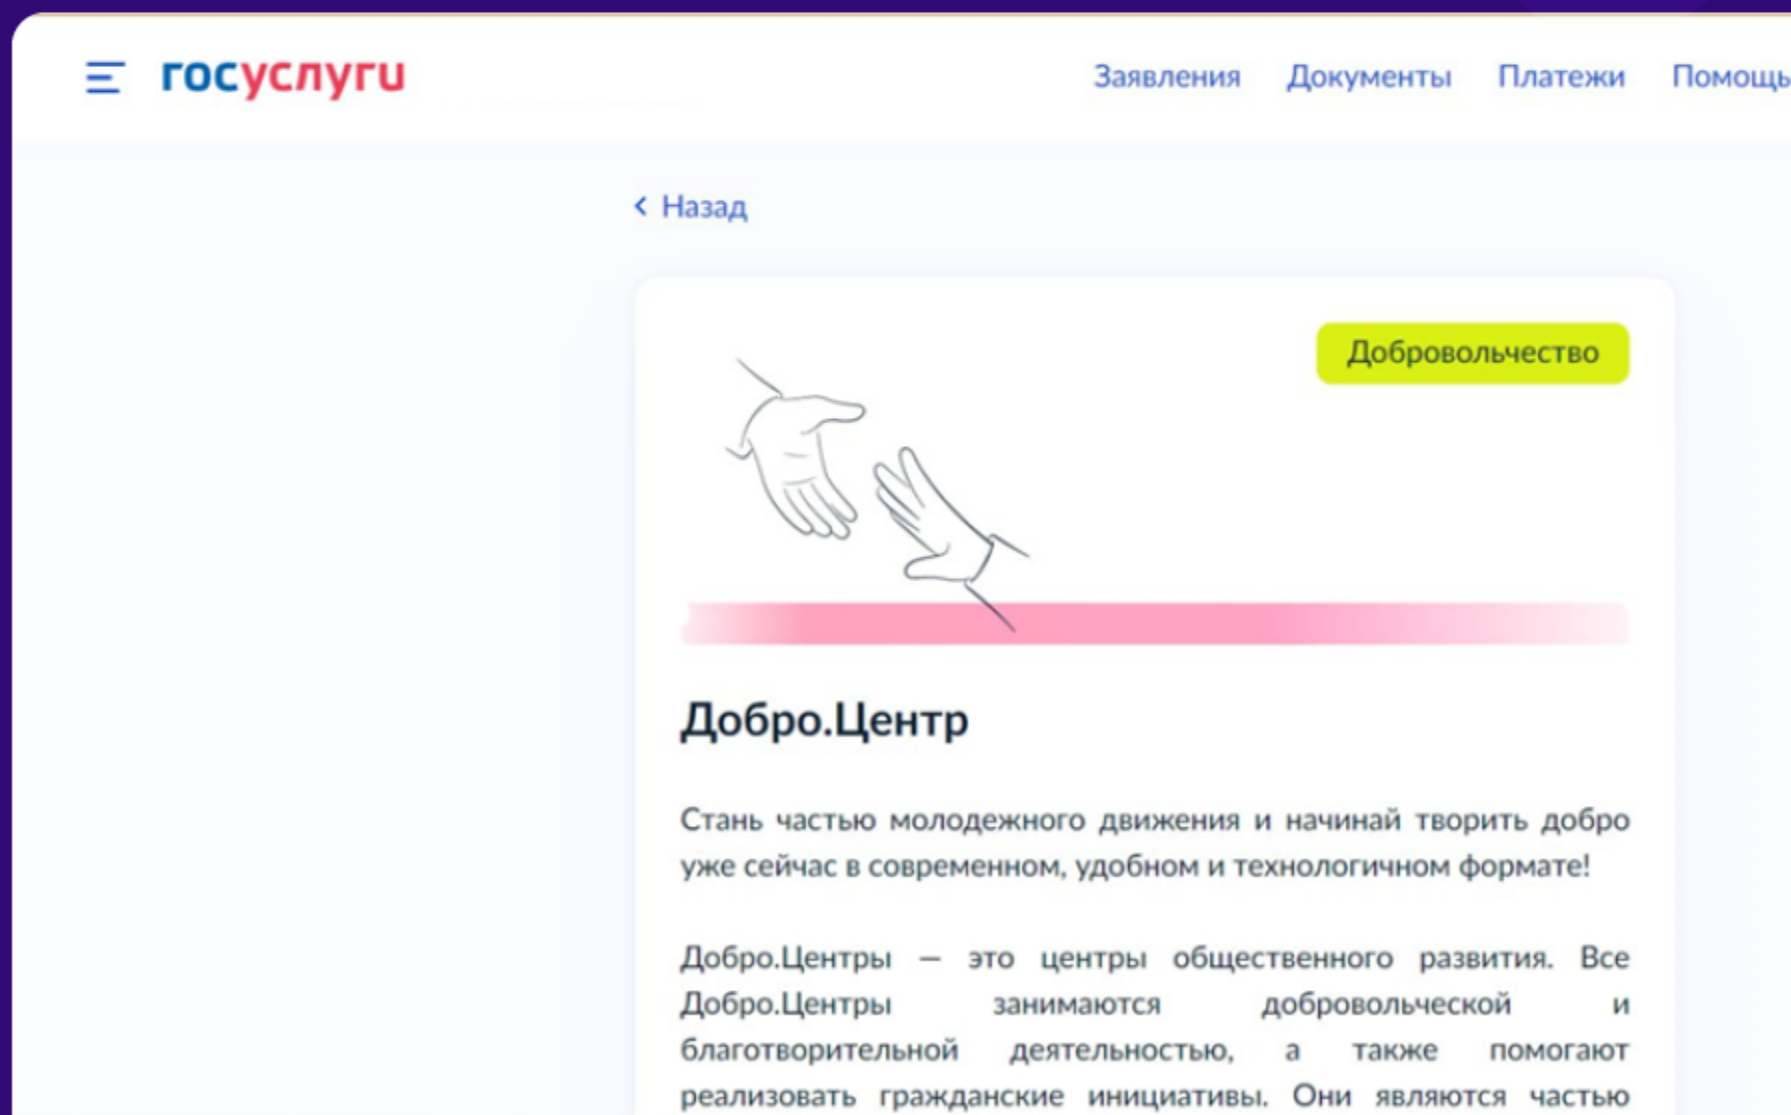 госуслуги
Заявления Документы Платежи Помощь
Назад
Добровольчество
Добро.Центр
Стань частью молодежного движения и начинай творить добро
уже сейчас в современном, удобном и технологичном формате!
Добро.Центры — это центры общественного развития. Все
Добро.Центры занимаются добровольческой и
благотворительной деятельностью, а также помогают
реализовать гражданские инициативы. Они являются частью